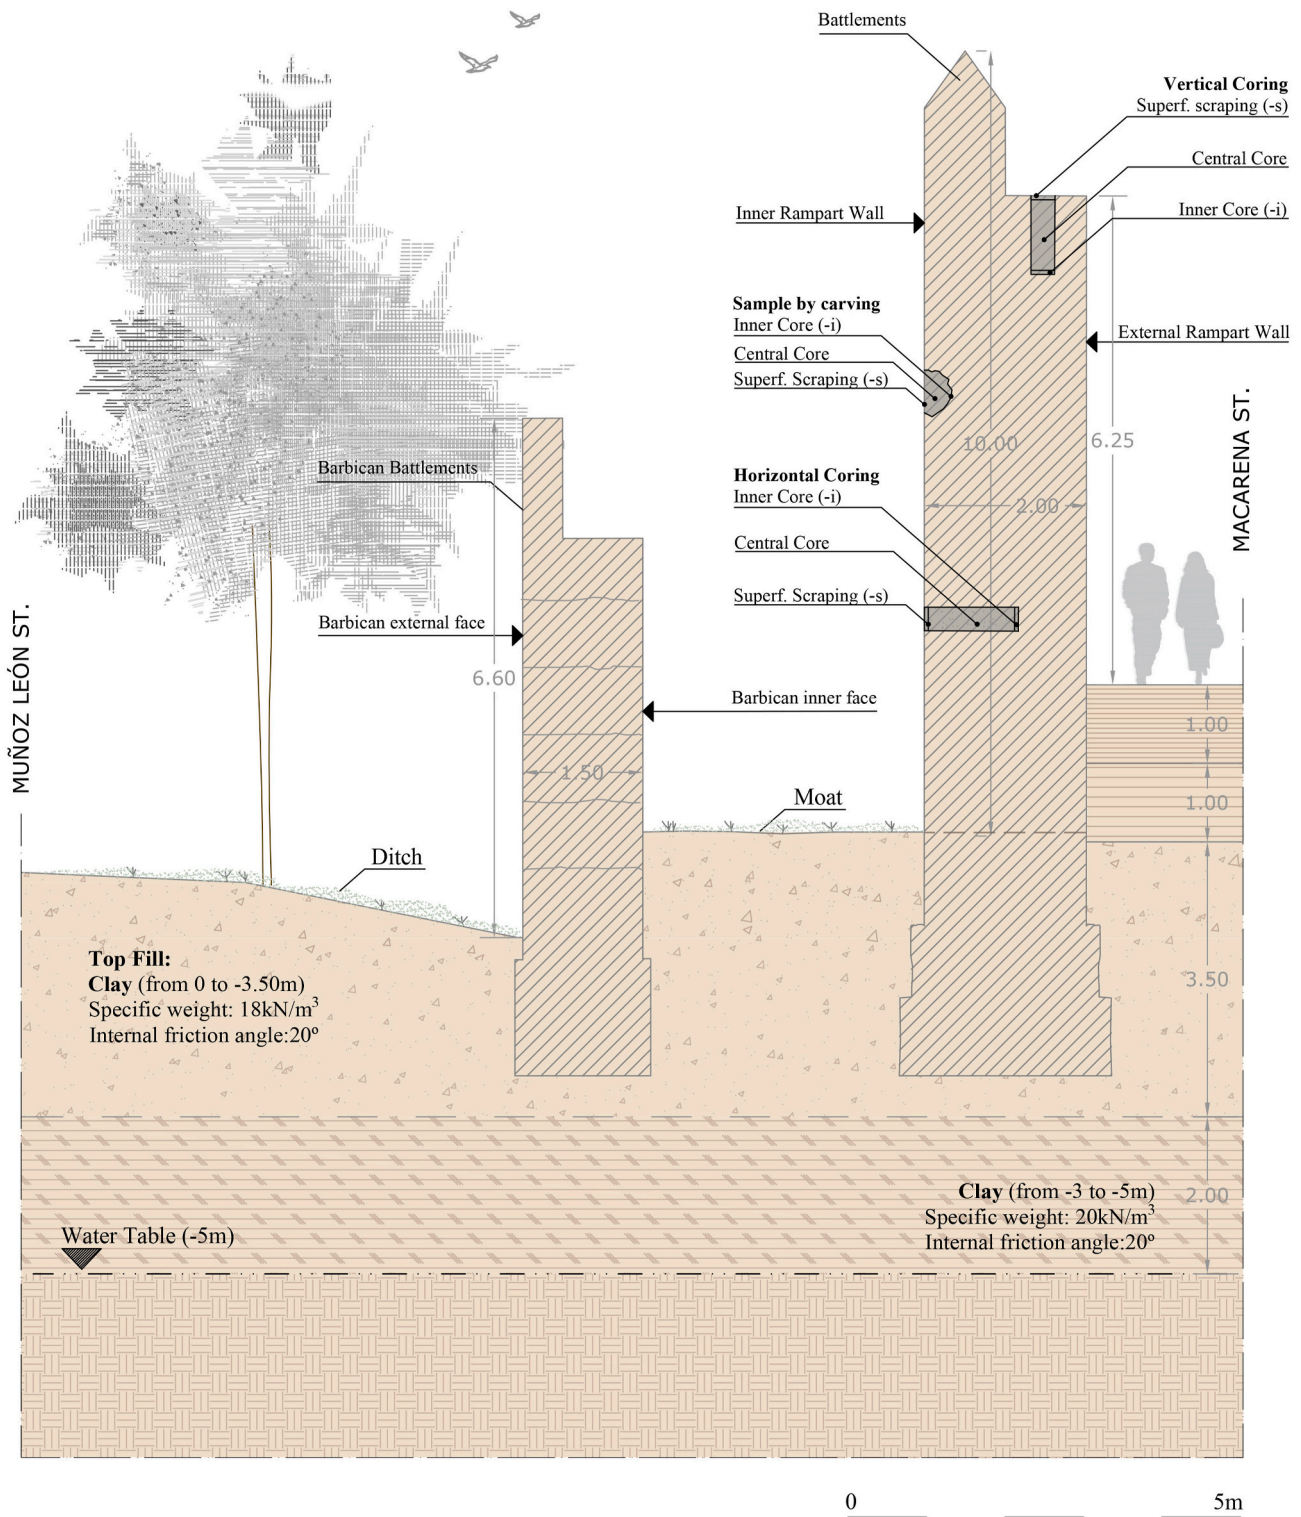 Battlements
Vertical Coring
Superf. scraping (-s)
Central Core
Inner Core (-i)
Inner Rampart Wall
Sample by carving
Inner Core (-i)
Central Core
Superf. Scraping (-s)
External Rampart Wall
MACARENA ST.
10.00
6.25
Barbican Battlements
Horizontal Coring
Inner Core (-i)
2.00
Central Core
Superf. Scraping (-s)
MUÑOZ LEÓN ST.
Barbican external face
6.60
Barbican inner face
1.00
1.50
Moat
1.00
Ditch
Top Fill:
Clay (from 0 to -3.50m)
Specific weight: 18kN/m³
Internal friction angle:20º
3.50
Clay (from -3 to -5m)
Specific weight: 20kN/m³
Internal friction angle:20º
2.00
Water Table (-5m)
0 5m